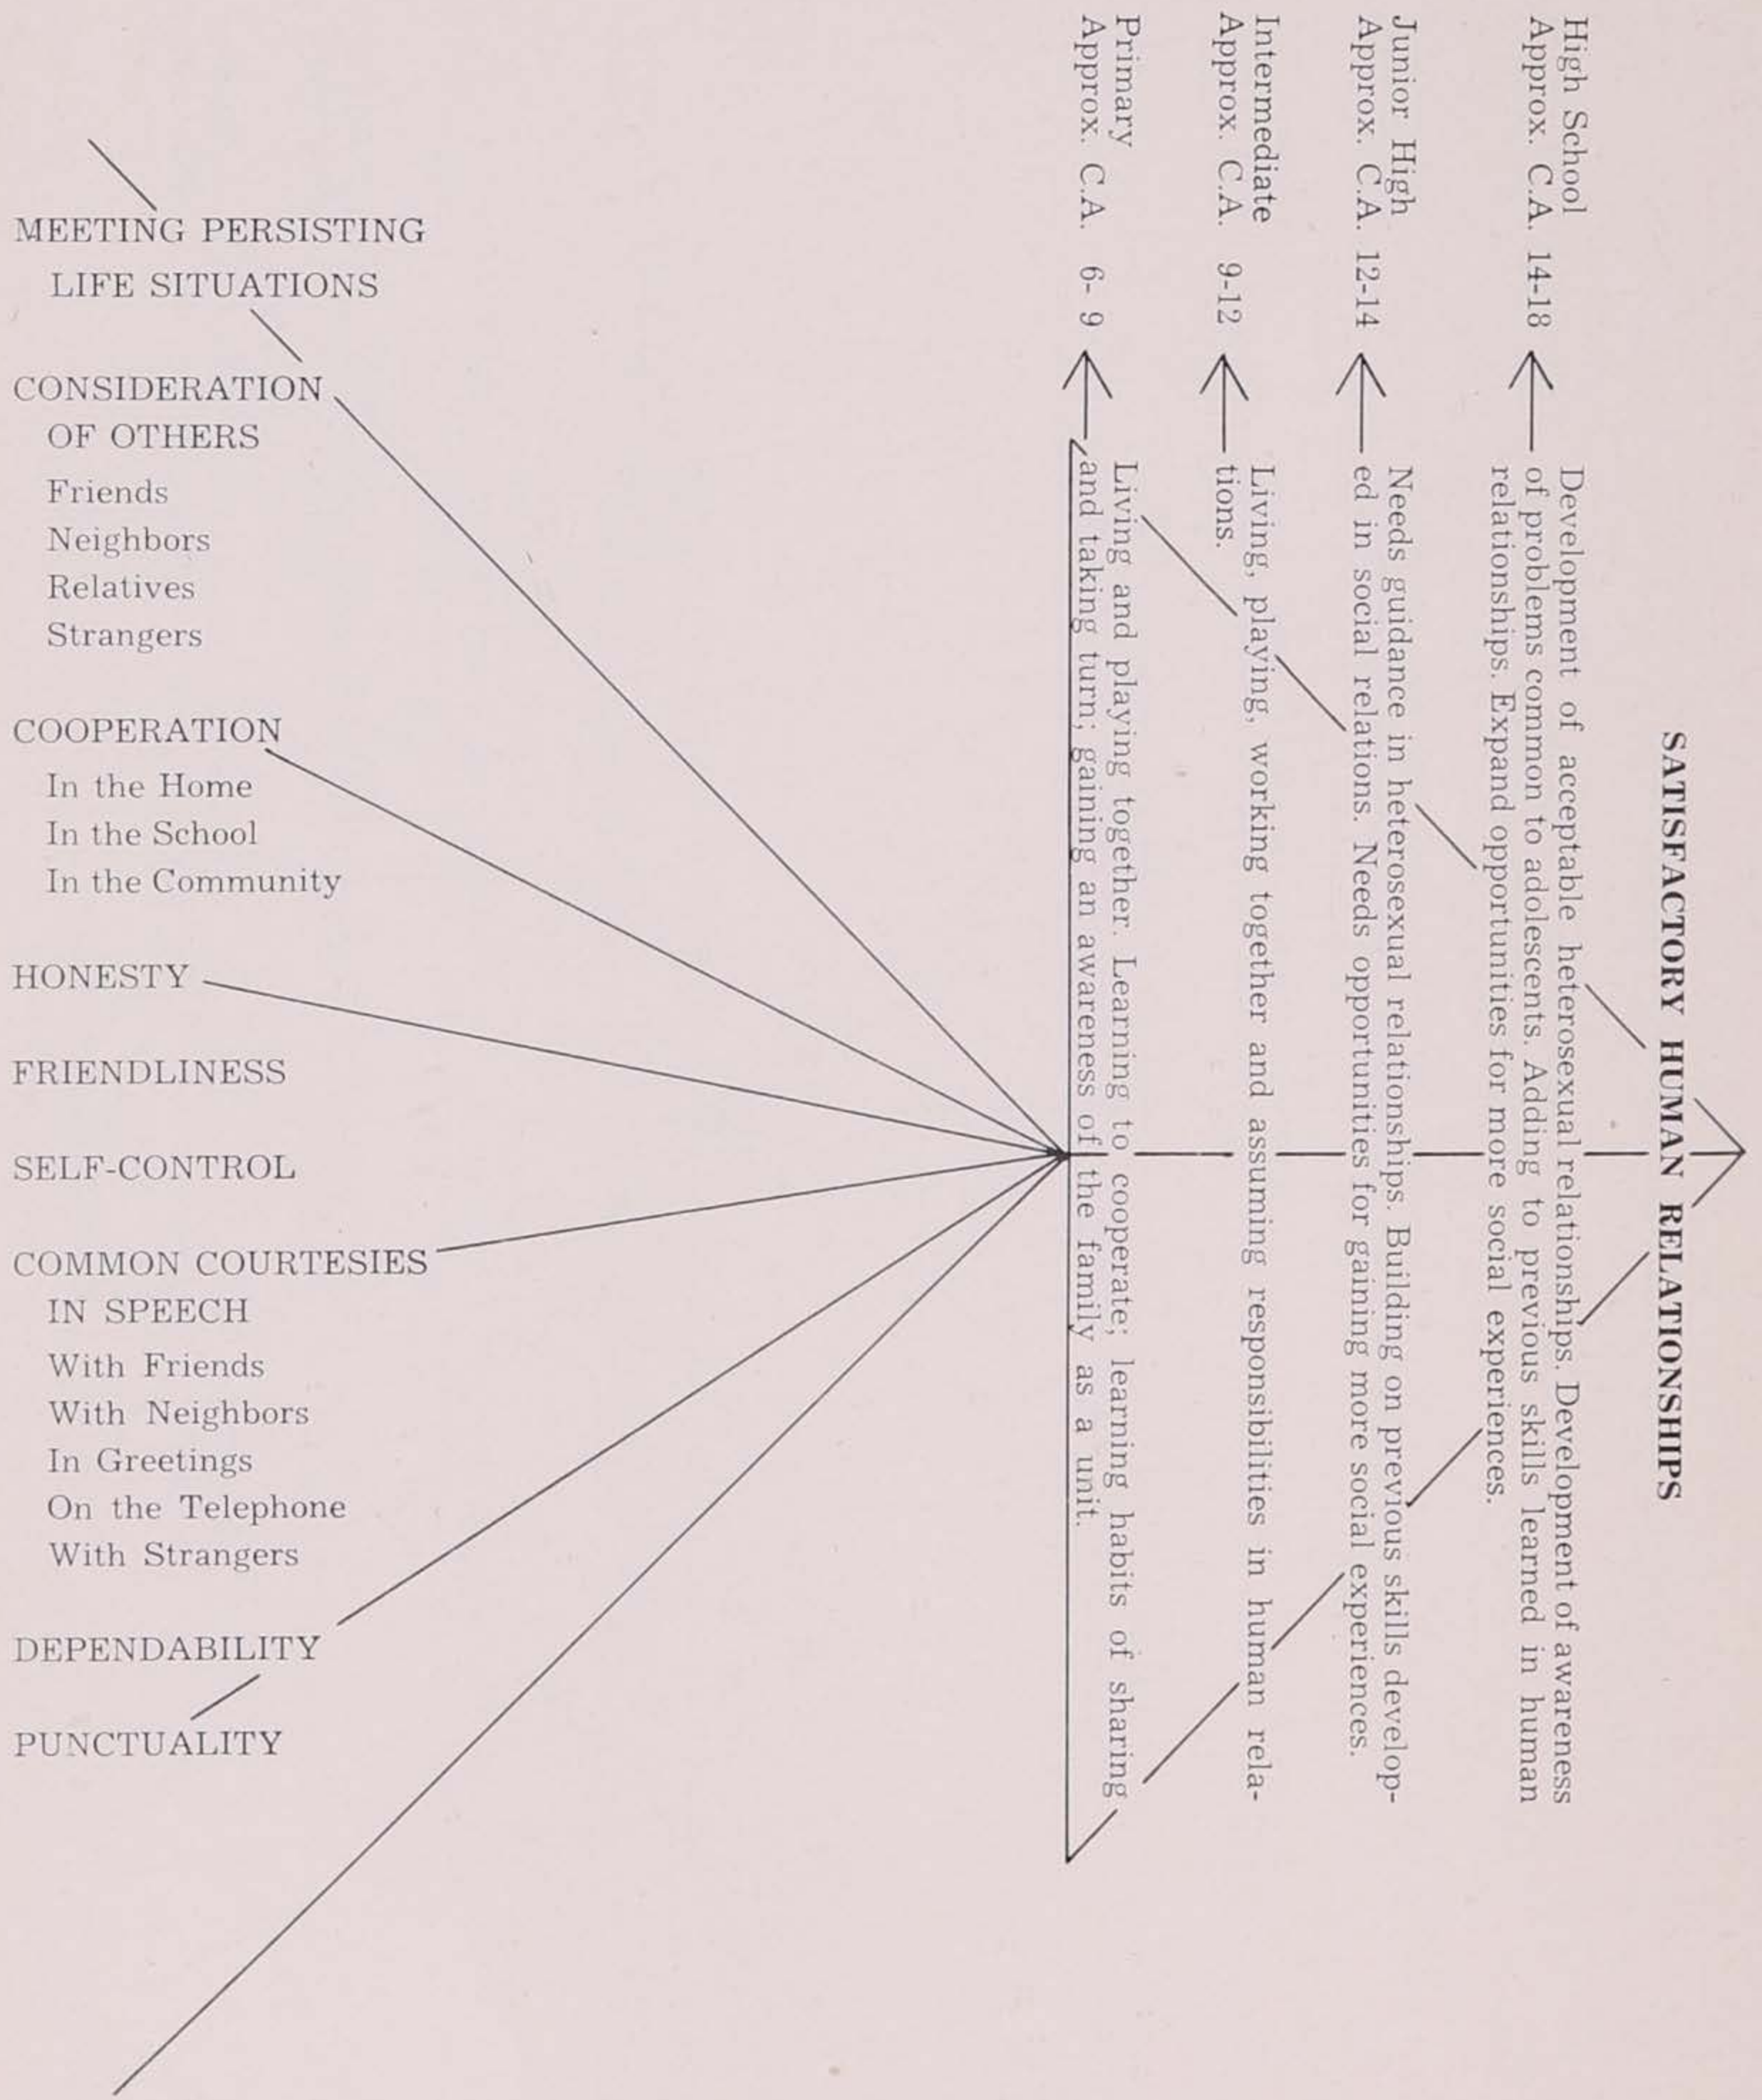 MEETING PERSISTING
LIFE SITUATIONS
CONSIDERATION
OF OTHERS
Friends
Neighbors
Relatives
Strangers
COOPERATION
In the Home
In the School
In the Community
HONESTY
FRIENDLINESS
SELF-CONTROL
COMMON COURTESIES
IN SPEECH
With Friends
With Neighbors
In Greetings
On the Telephone
With Strangers
DEPENDABILITY
PUNCTUALITY
SATISFACTORY HUMAN RELATIONSHIPS
High School
Approx. C.A. 14-18
Development of acceptable heterosexual relationships. Development of awareness
of problems common to adolescents. Adding to previous skills learned in human
relationships. Expand opportunities for more social experiences.
Junior High
Approx. C.A. 12-14
Needs guidance in heterosexual relationships. Building on previous skills develop-
ed in social relations. Needs opportunities for gaining more social experiences.
Intermediate
Approx. C.A. 9-12
Living, playing, working together and assuming responsibilities in human rela-
tions.
Primary
Approx. C.A. 6- 9
Living and playing together. Learning to cooperate; learning habits of sharing
and taking turn; gaining an awareness of the family as a unit.